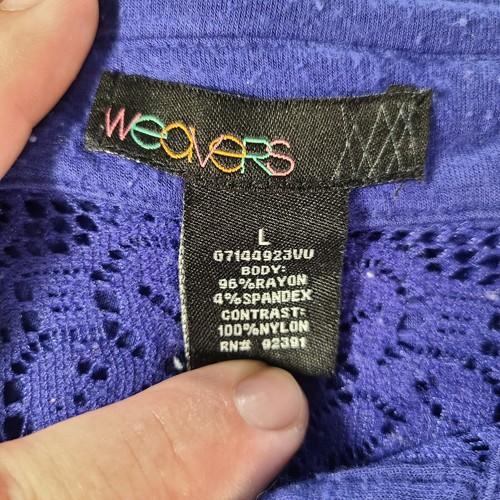 WEAVERS
L
G7144923VU
BODY:
96%RAYON
4%SPANDEX
CONTRAST:
100%NYLON
RN# 92391